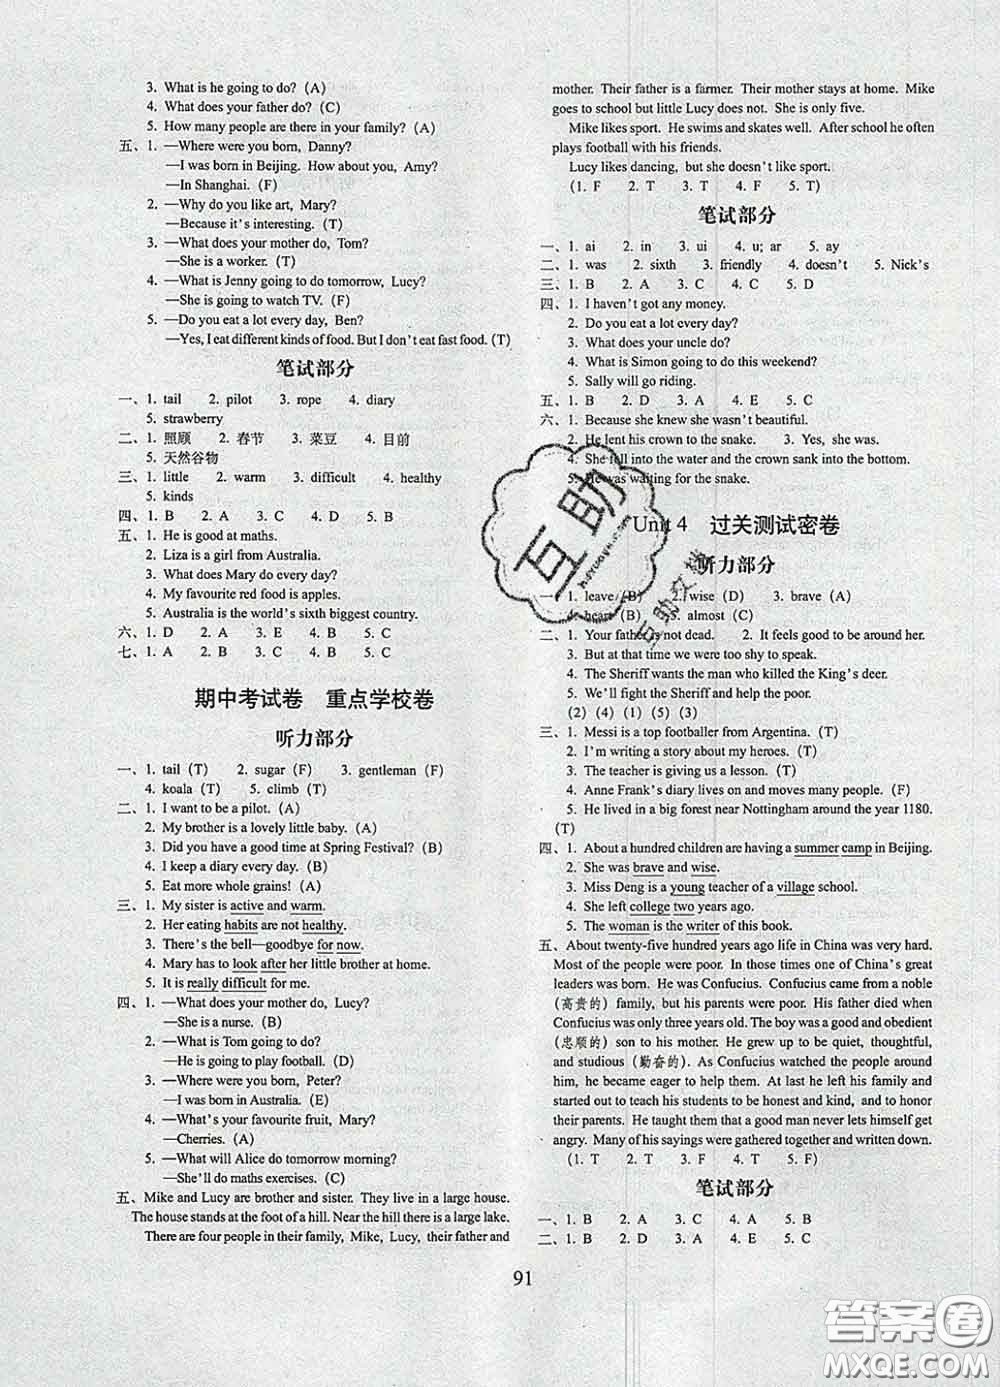 3. What is he going to do? (A)
4. What does your father do? (C)
5. How many people are there in your family? (A)
五、1. —Where were you born, Danny?
—I was born in Beijing. How about you, Amy?
—In Shanghai. (F)
2. —Why do you like art, Mary?
—Because it's interesting. (T)
3. —What does your mother do, Tom?
—She is a worker. (T)
4. —What is Jenny going to do tomorrow, Lucy?
—She is going to watch TV. (F)
5. —Do you eat a lot every day, Ben?
—Yes, I eat different kinds of food. But I don't eat fast food. (T)
笔试部分
一、1. tail 2. pilot 3. rope 4. diary
5. strawberry
二、1. 照顾 2. 春节 3. 菜豆 4. 目前
5. 天然谷物
三、1. little 2. warm 3. difficult 4. healthy
5. kinds
四、1. B 2. A 3. C 4. D 5. B
五、1. He is good at maths.
2. Liza is a girl from Australia.
3. What does Mary do every day?
4. My favourite red food is apples.
5. Australia is the world's sixth biggest country.
六、1. D 2. A 3. E 4. B 5. C
七、1. A 2. B 3. B 4. B 5. C
期中考试卷 重点学校卷
听力部分
一、1. tail (T) 2. sugar (F) 3. gentleman (F)
4. koala (T) 5. climb (T)
二、1. I want to be a pilot. (A)
2. My brother is a lovely little baby. (A)
3. Did you have a good time at Spring Festival? (B)
4. I keep a diary every day. (B)
5. Eat more whole grains! (A)
三、1. My sister is active and warm.
2. Her eating habits are not healthy.
3. There's the bell—goodbye for now.
4. Mary has to look after her little brother at home.
5. It is really difficult for me.
四、1. —What does your mother do, Lucy?
—She is a nurse. (B)
2. —What is Tom going to do?
—He is going to play football. (D)
3. —Where were you born, Peter?
—I was born in Australia. (E)
4. —What's your favourite fruit, Mary?
—Cherries. (A)
5. —What will Alice do tomorrow morning?
—She'll do maths exercises. (C)
五、Mike and Lucy are brother and sister. They live in a large house.
The house stands at the foot of a hill. Near the hill there is a large lake.
There are four people in their family, Mike, Lucy, their father and
mother. Their father is a farmer. Their mother stays at home. Mike
goes to school but little Lucy does not. She is only five.
Mike likes sport. He swims and skates well. After school he often
plays football with his friends.
Lucy likes dancing, but she doesn't like sport.
(1. F 2. T 3. T 4. F 5. T)
笔试部分
一、1. ai 2. in 3. ui 4. u; ar 5. ay
二、1. was 2. sixth 3. friendly 4. doesn't 5. Nick's
三、1. B 2. A 3. C 4. C 5. D
四、1. I haven't got any money.
2. Do you eat a lot every day?
3. What does your uncle do?
4. What is Simon going to do this weekend?
5. Sally will go riding.
五、1. B 2. D 3. A 4. E 5. C
六、1. Because she knew she wasn't beautiful.
2. He lent his crown to the snake. 3. Yes, she was.
4. She fell into the water and the crown sank into the bottom.
5. He was waiting for the snake.
Unit 4 过关测试密卷
听力部分
一、1. leave (B) 2. wise (D) 3. brave (A)
4. heart (B) 5. almost (C)
二、1. Your father is not dead. 2. It feels good to be around her.
3. But at that time we were too shy to speak.
4. The Sheriff wants the man who killed the King's deer.
5. We'll fight the Sheriff and help the poor.
(2) (4) (1) (5) (3)
三、1. Messi is a top footballer from Argentina. (T)
2. I'm writing a story about my heroes. (T)
3. The teacher is giving us a lesson. (T)
4. Anne Frank's diary lives on and moves many people. (F)
5. He lived in a big forest near Nottingham around the year 1180.
(T)
四、1. About a hundred children are having a summer camp in Beijing.
2. She was brave and wise.
3. Miss Deng is a young teacher of a village school.
4. She left college two years ago.
5. The woman is the writer of this book.
五、About twenty-five hundred years ago life in China was very hard.
Most of the people were poor. In those times one of China's great
leaders was born. He was Confucius. Confucius came from a noble
(高贵的) family, but his parents were poor. His father died when
Confucius was only three years old. The boy was a good and obedient
(忠顺的) son to his mother. He grew up to be quiet, thoughtful,
and studious (勤奋的). As Confucius watched the people around
him, he became eager to help them. At last he left his family and
started out to teach his students to be honest and kind, and to honor
their parents. He taught them that a good man never lets himself get
angry. Many of his sayings were gathered together and written down.
(1. T 2. T 3. F 4. T 5. F)
笔试部分
一、1. B 2. A 3. C 4. A 5. B
二、1. B 2. D 3. A 4. E 5. C
91
互助
互助文档
答案圈
MXQE.COM